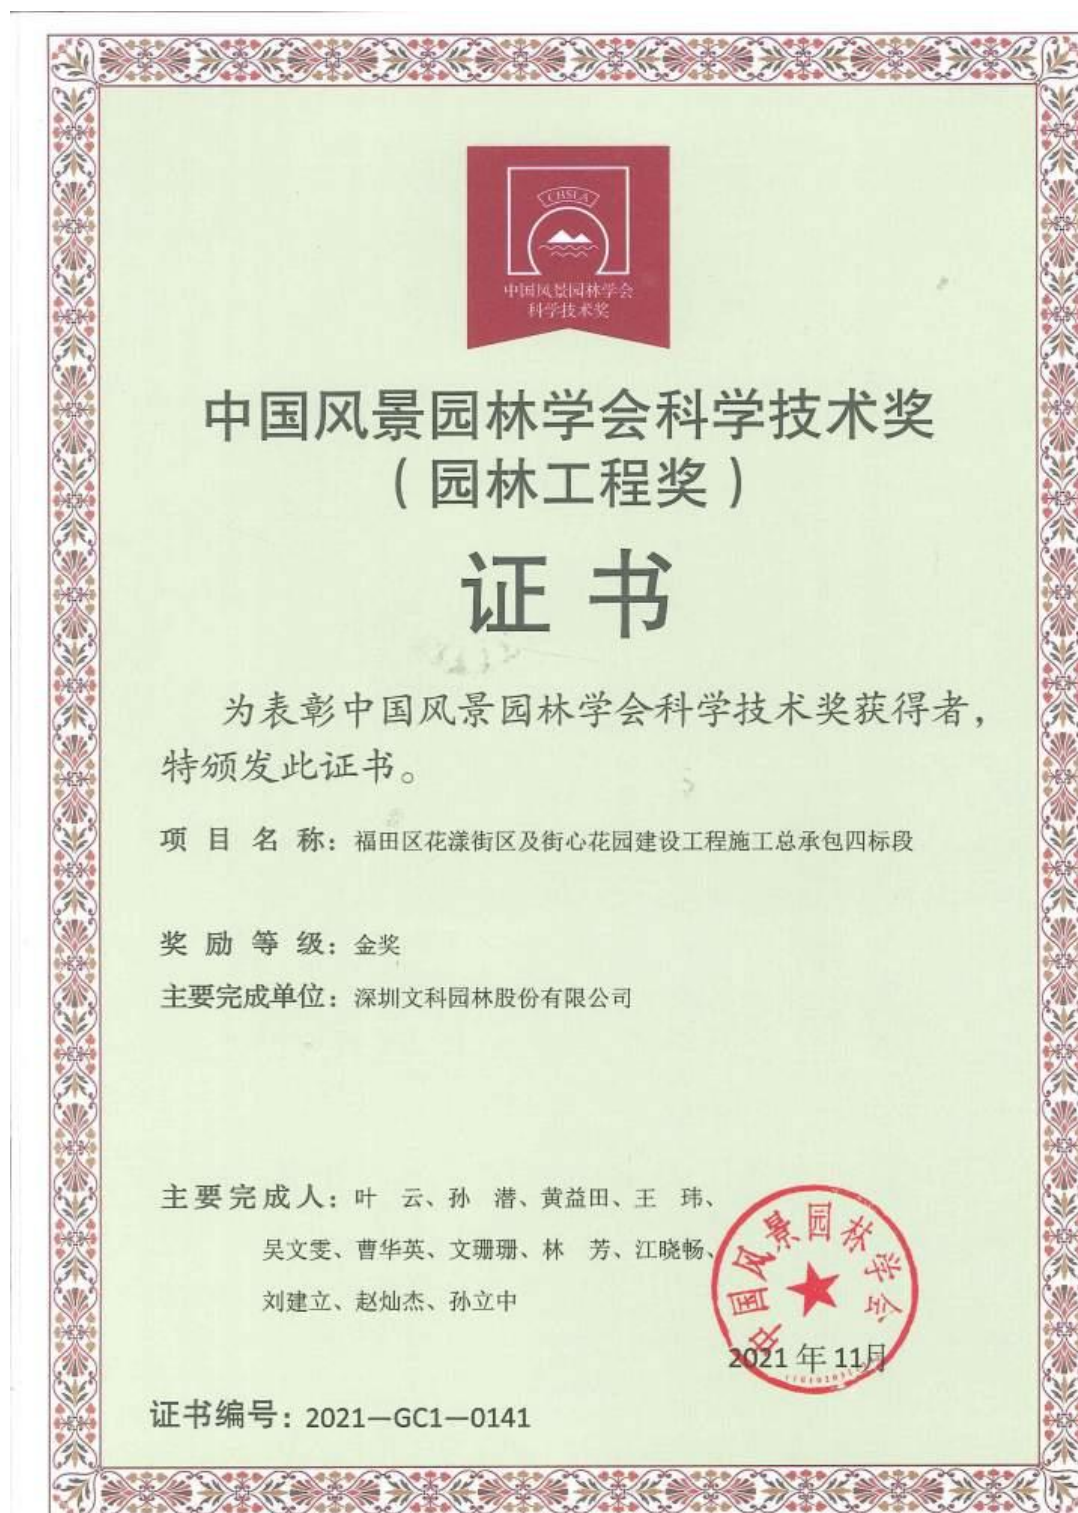 CHSLA
中国风景园林学会
科学技术奖
中国风景园林学会科学技术奖
（园林工程奖）
证书
为表彰中国风景园林学会科学技术奖获得者，
特颁发此证书。
项目名称：福田区花漾街区及街心花园建设工程施工总承包四标段
奖励等级：金奖
主要完成单位：深圳文科园林股份有限公司
主要完成人：叶 云、孙 潜、黄益田、王 玮、
吴文雯、曹华英、文珊珊、林 芳、江晓畅、
刘建立、赵灿杰、孙立中
中国风景园林学会
2021年11月
证书编号：2021—GC1—0141